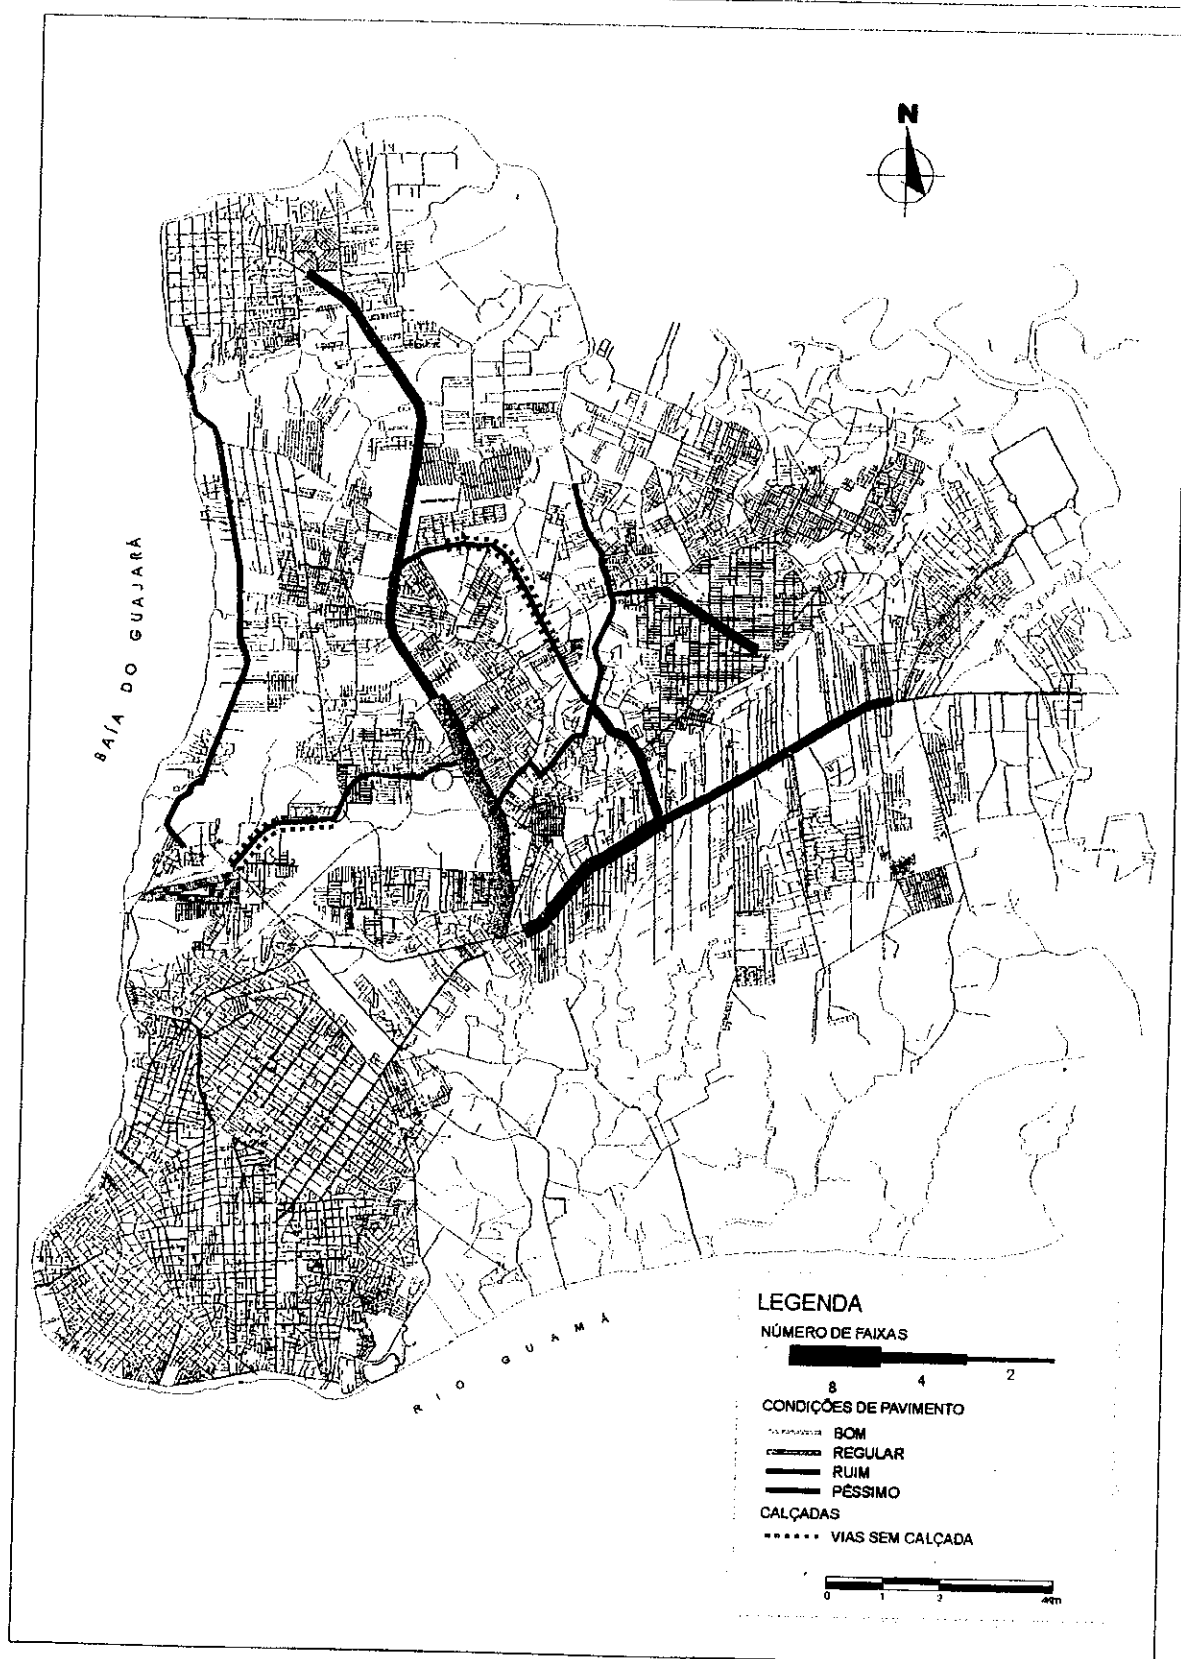 N
BAÍA DO GUAJARÁ
RIO GUAMÁ
LEGENDA
NÚMERO DE FAIXAS
8 4 2
CONDIÇÕES DE PAVIMENTO
BOM
REGULAR
RUIM
PÉSSIMO
CALÇADAS
VIAS SEM CALÇADA
0 1 2 4Km